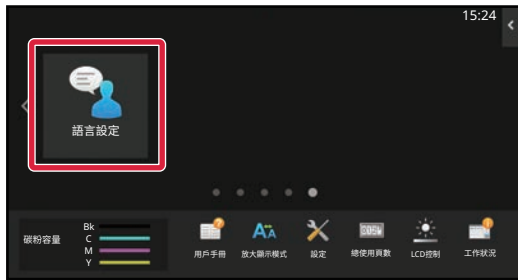 15:24
語言設定
碳粉容量
Bk
C
M
Y
用戶手冊
放大顯示模式
設定
總使用頁數
LCD控制
工作狀況